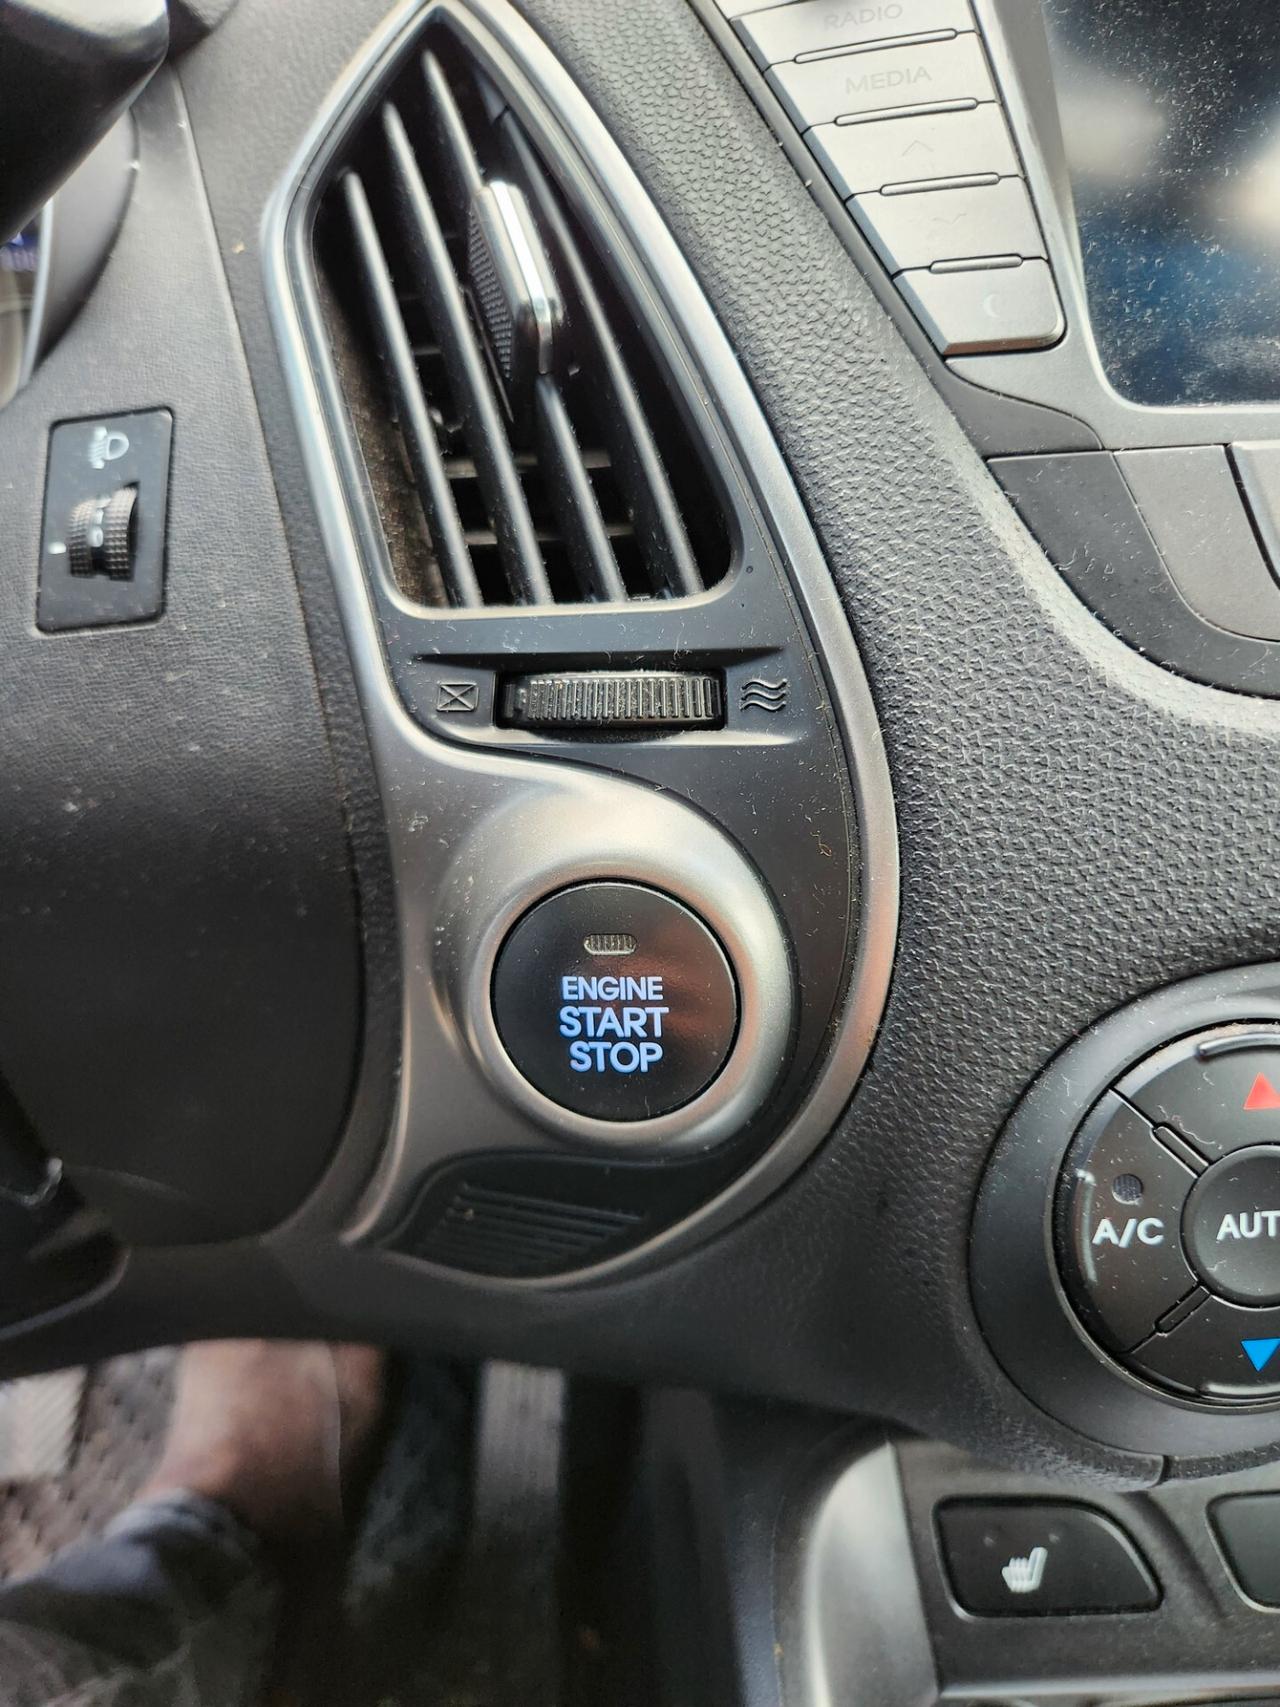 RADIO
MEDIA
ENGINE
START
STOP
A/C
AUT